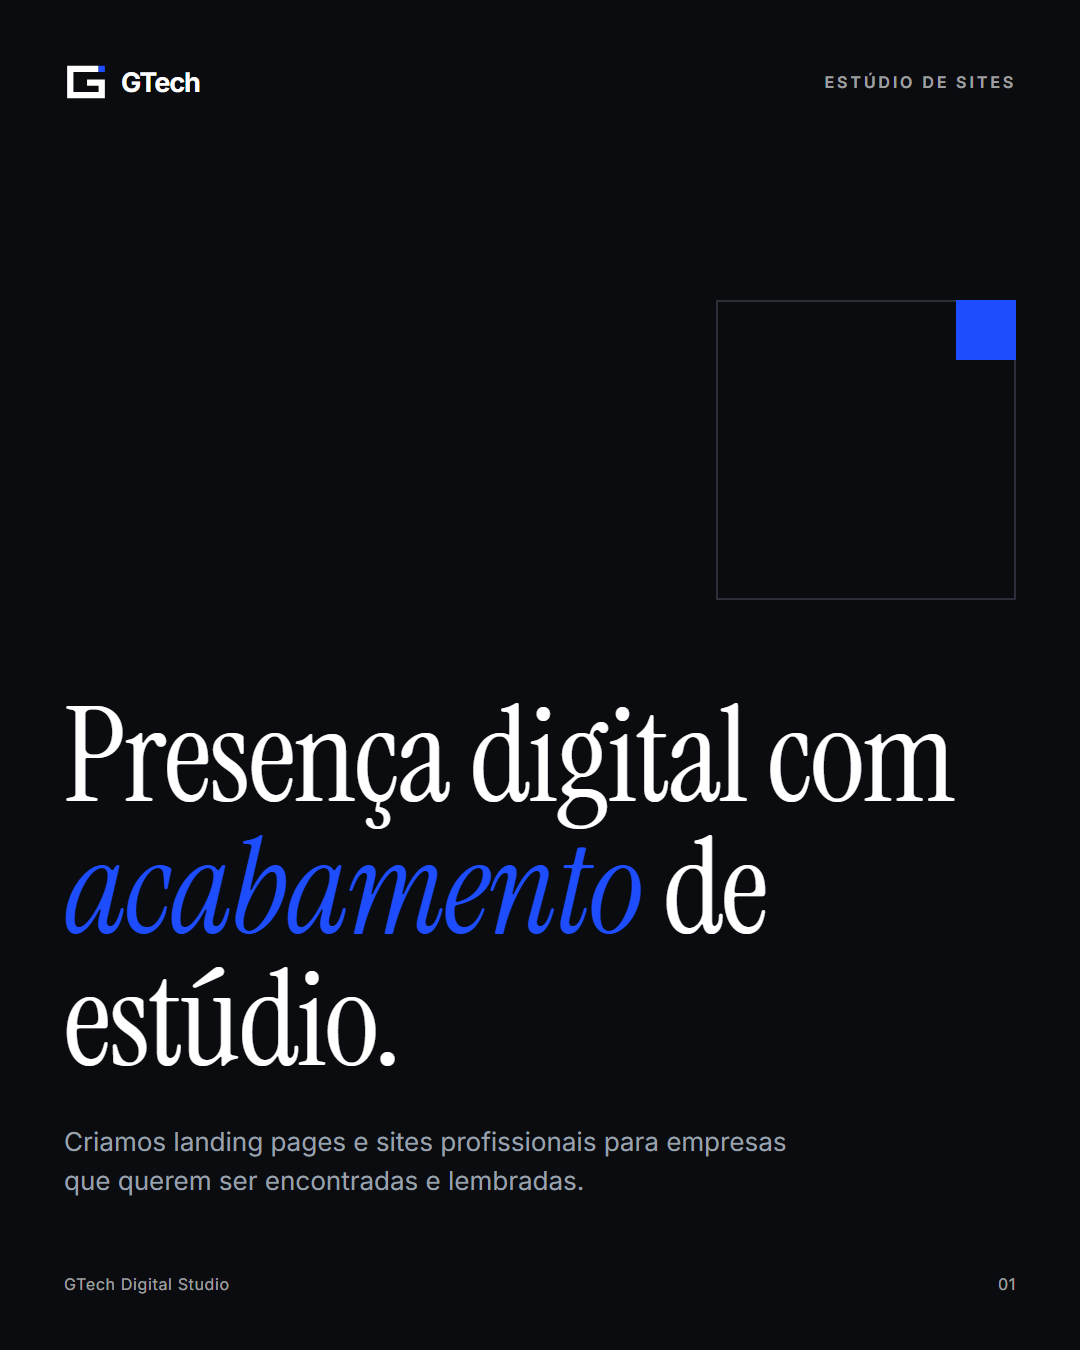 GTech
ESTÚDIO DE SITES
Presença digital com
acabamento de
estúdio.
Criamos landing pages e sites profissionais para empresas
que querem ser encontradas e lembradas.
GTech Digital Studio
01